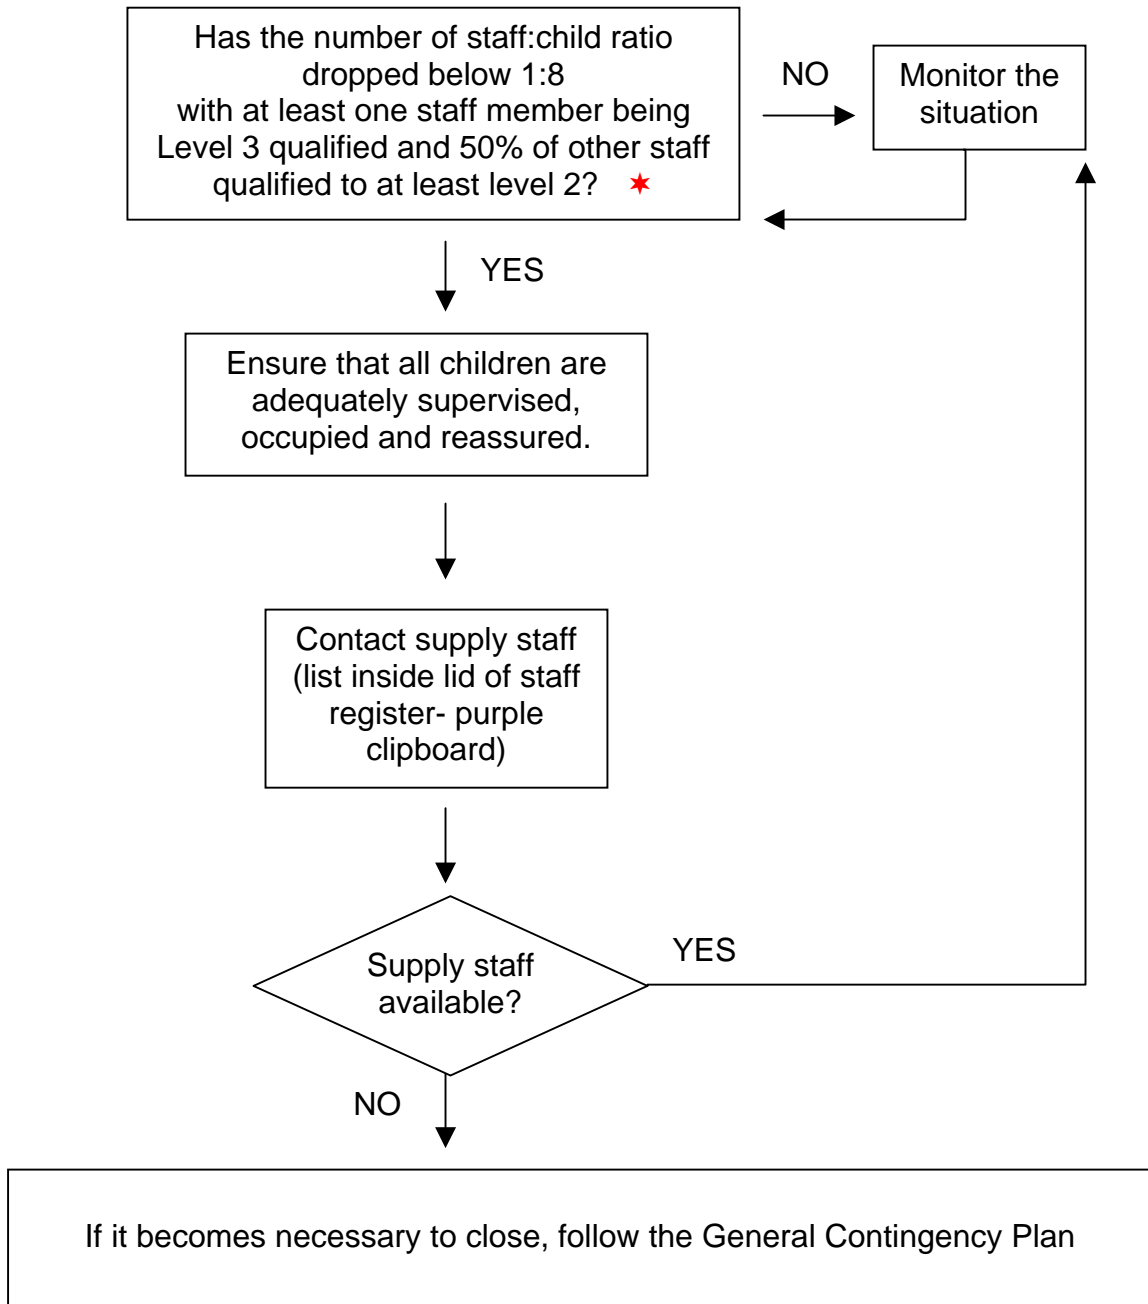 Has the number of staff:child ratio
dropped below 1:8
with at least one staff member being
Level 3 qualified and 50% of other staff
qualified to at least level 2?
NO
Monitor the
situation
YES
Ensure that all children are
adequately supervised,
occupied and reassured.
Contact supply staff
(list inside lid of staff
register- purple
clipboard)
Supply staff
available?
YES
NO
If it becomes necessary to close, follow the General Contingency Plan